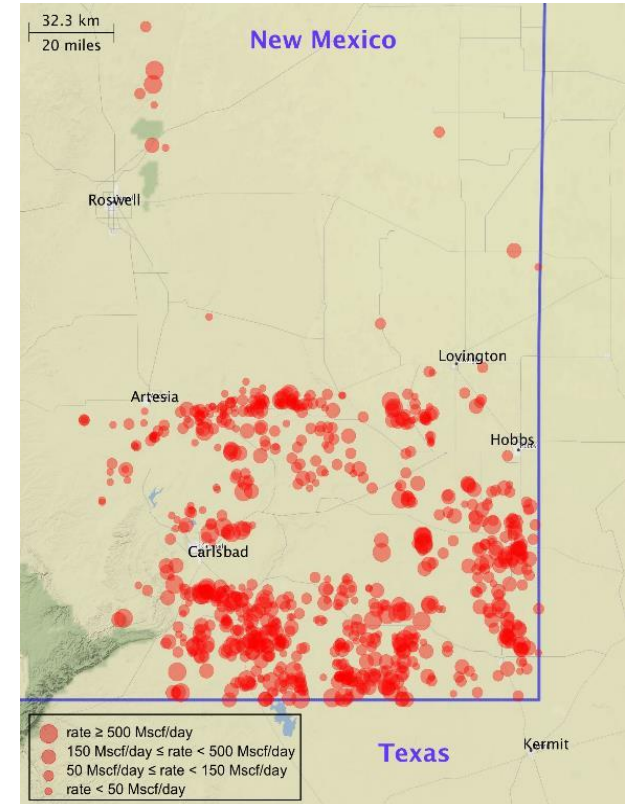 32.3 km
20 miles
New Mexico
Roswell
Lovington
Artesia
Hobbs
Carlsbad
rate ≥ 500 Mscf/day
150 Mscf/day ≤ rate < 500 Mscf/day
50 Mscf/day ≤ rate < 150 Mscf/day
rate < 50 Mscf/day
Texas
Kermit